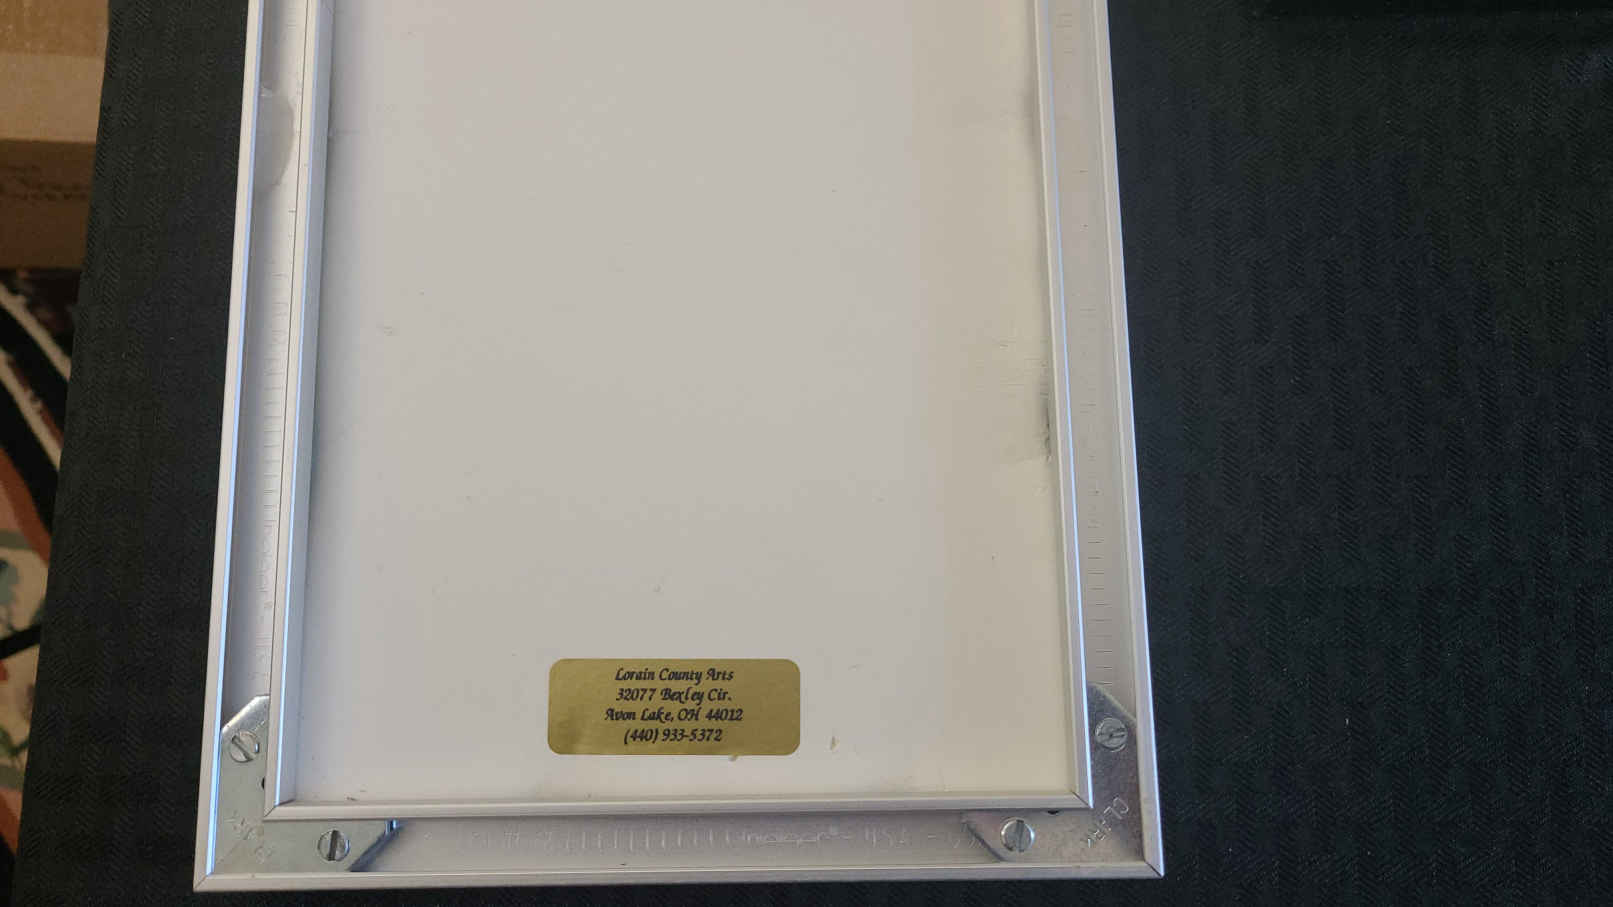 Lorain County Arts
32077 Bexley Cir.
Avon Lake, OH 44012
(440) 933-5372